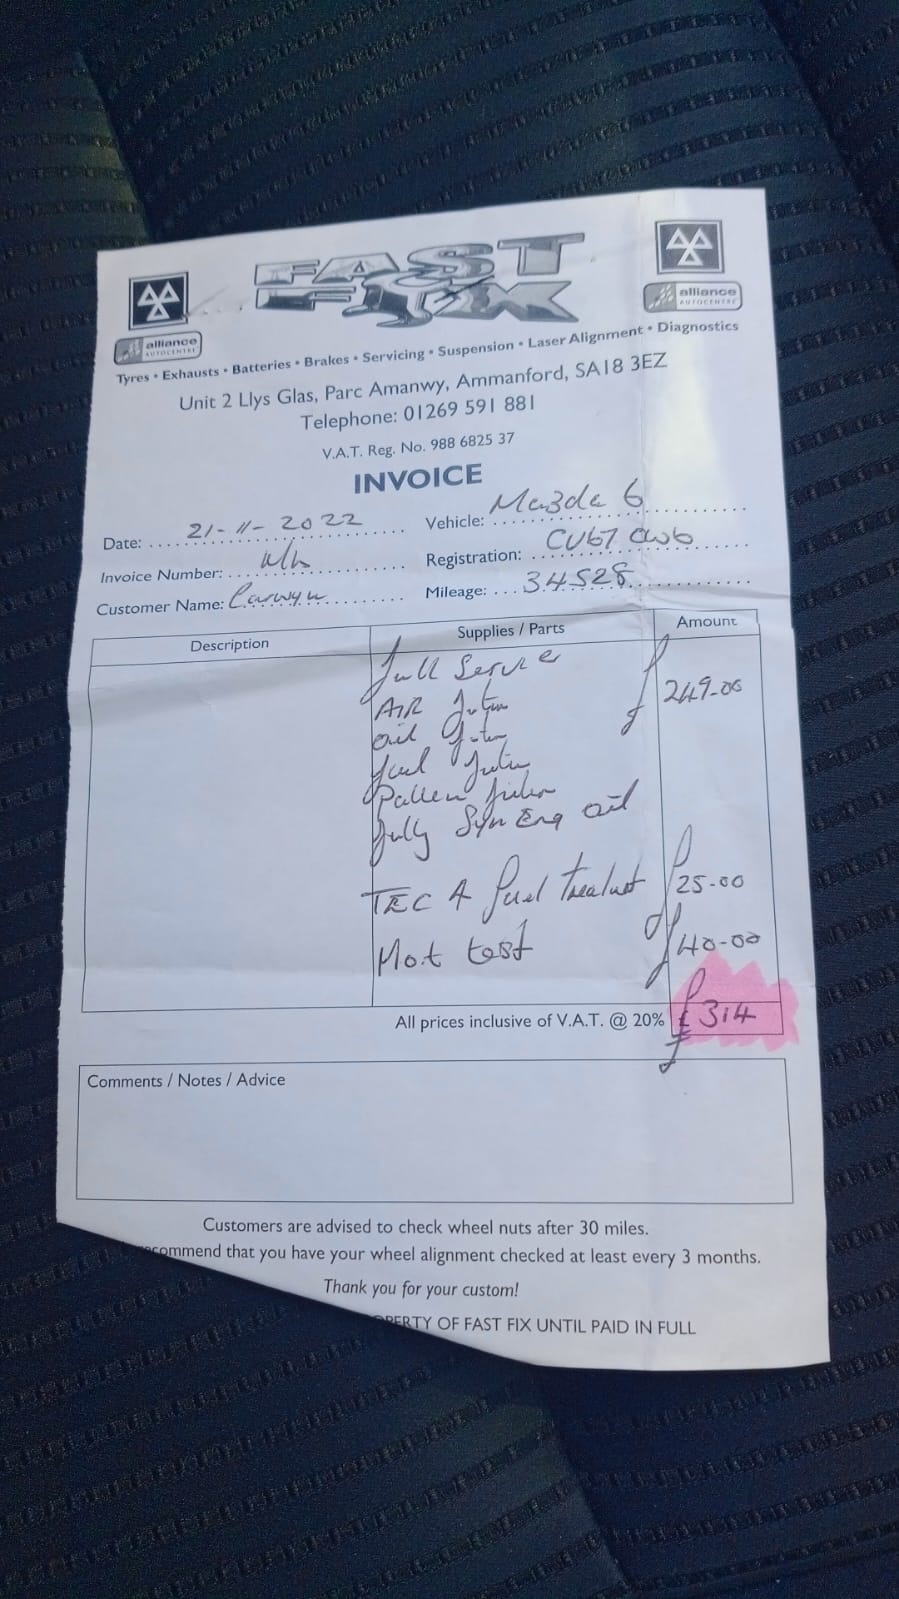 FAST
FIX
alliance
AUTOCENTRE
alliance
AUTOCENTRE
Tyres • Exhausts • Batteries • Brakes • Servicing • Suspension • Laser Alignment • Diagnostics
Unit 2 Llys Glas, Parc Amanwy, Ammanford, SA18 3EZ
Telephone: 01269 591 881
V.A.T. Reg. No. 988 6825 37
INVOICE
Date: 21-11-2022 Vehicle: Mazda 6
Invoice Number: Registration: CV67
Customer Name: Carwyn Mileage: 34528
Description Supplies / Parts Amount
full Service
AIR filter £249-00
oil filter
fuel filter
Pollen filter
fully Syn Eng oil
TEC 4 fuel £25-00
Mot test £40-00
All prices inclusive of V.A.T. @ 20% £ 314
Comments / Notes / Advice
Customers are advised to check wheel nuts after 30 miles.
commend that you have your wheel alignment checked at least every 3 months.
Thank you for your custom!
PERTY OF FAST FIX UNTIL PAID IN FULL